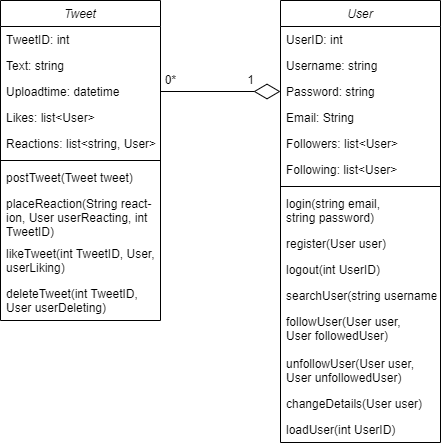 Tweet
TweetID: int
Text: string
Uploadtime: datetime
Likes: list<User>
Reactions: list<string, User>
postTweet(Tweet tweet)
placeReaction(String react-
ion, User userReacting, int
TweetID)
likeTweet(int TweetID, User,
userLiking)
deleteTweet(int TweetID,
User userDeleting)
0*
1
User
UserID: int
Username: string
Password: string
Email: String
Followers: list<User>
Following: list<User>
login(string email,
string password)
register(User user)
logout(int UserID)
searchUser(string username
followUser(User user,
User followedUser)
unfollowUser(User user,
User unfollowedUser)
changeDetails(User user)
loadUser(int UserID)